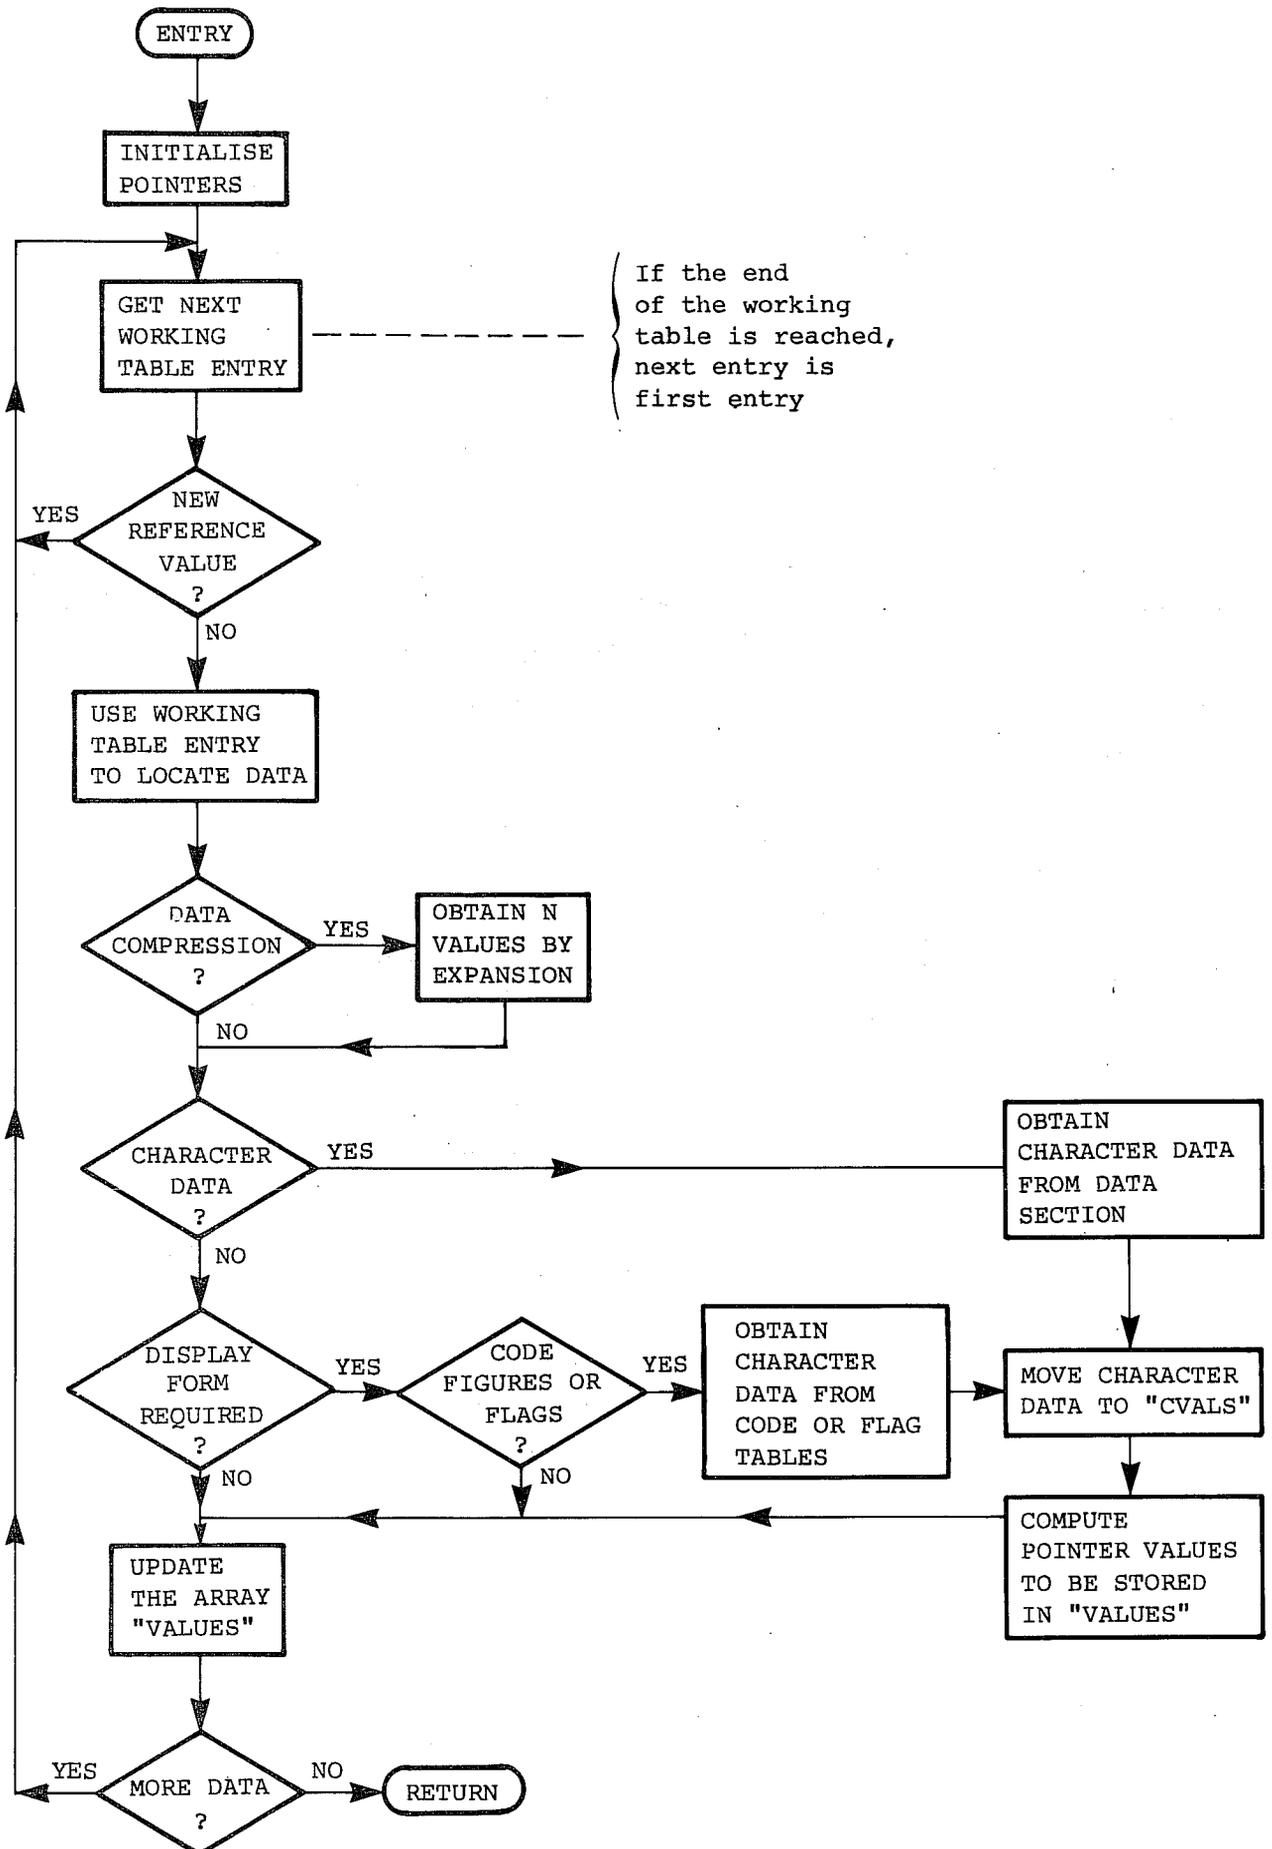 ENTRY
INITIALISE
POINTERS
GET NEXT
WORKING
TABLE ENTRY
If the end
of the working
table is reached,
next entry is
first entry
NEW
REFERENCE
VALUE
?
YES
NO
USE WORKING
TABLE ENTRY
TO LOCATE DATA
DATA
COMPRESSION
?
YES
OBTAIN N
VALUES BY
EXPANSION
NO
CHARACTER
DATA
?
YES
OBTAIN
CHARACTER DATA
FROM DATA
SECTION
NO
DISPLAY
FORM
REQUIRED
?
YES
CODE
FIGURES OR
FLAGS
?
YES
OBTAIN
CHARACTER
DATA FROM
CODE OR FLAG
TABLES
MOVE CHARACTER
DATA TO "CVALS"
NO
NO
COMPUTE
POINTER VALUES
TO BE STORED
IN "VALUES"
UPDATE
THE ARRAY
"VALUES"
YES
MORE DATA
?
NO
RETURN